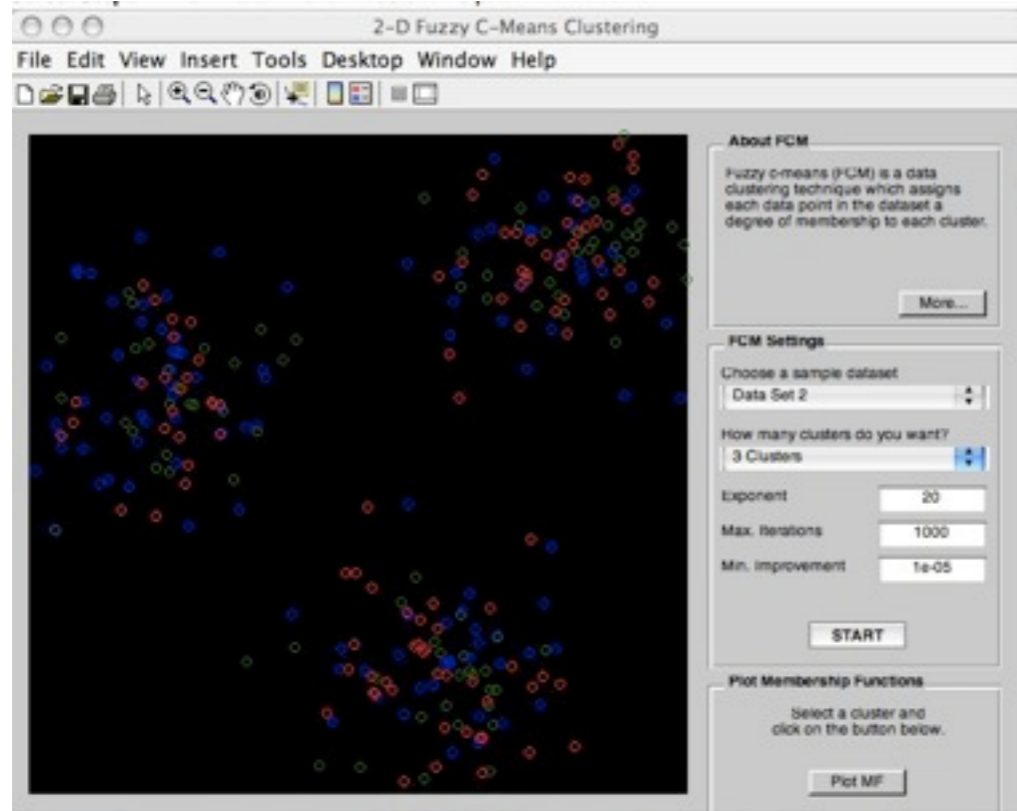 2-D Fuzzy C-Means Clustering
File Edit View Insert Tools Desktop Window Help
About FCM
Fuzzy c-means (FCM) is a data
clustering technique which assigns
each data point in the dataset a
degree of membership to each cluster.
More...
FCM Settings
Choose a sample dataset
Data Set 2
How many clusters do you want?
3 Clusters
Exponent 20
Max. Iterations 1000
Min. Improvement 1e-05
START
Plot Membership Functions
Select a cluster and
click on the button below.
Plot MF